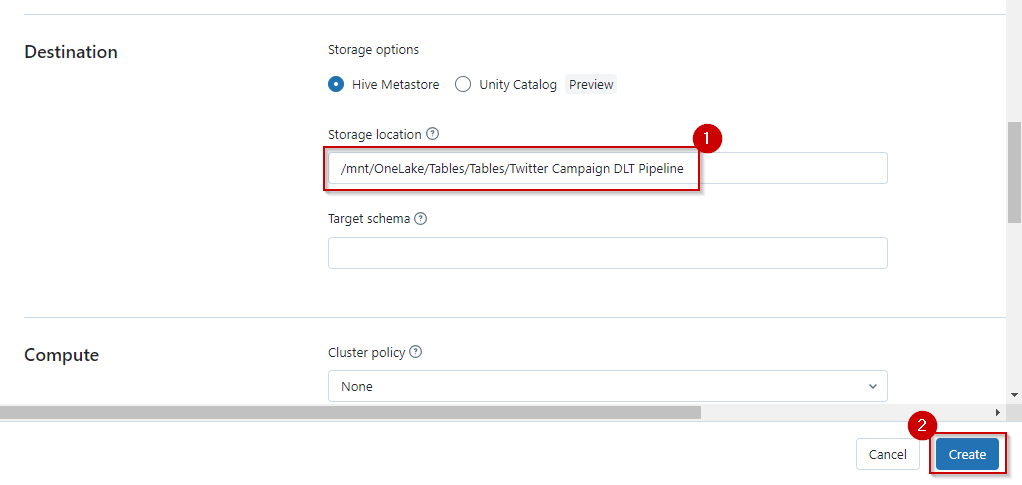 Destination
Storage options
Hive Metastore
Unity Catalog
Preview
Storage location
1
/mnt/OneLake/Tables/Tables/Twitter Campaign DLT Pipeline
Target schema
Compute
Cluster policy
None
2
Cancel
Create